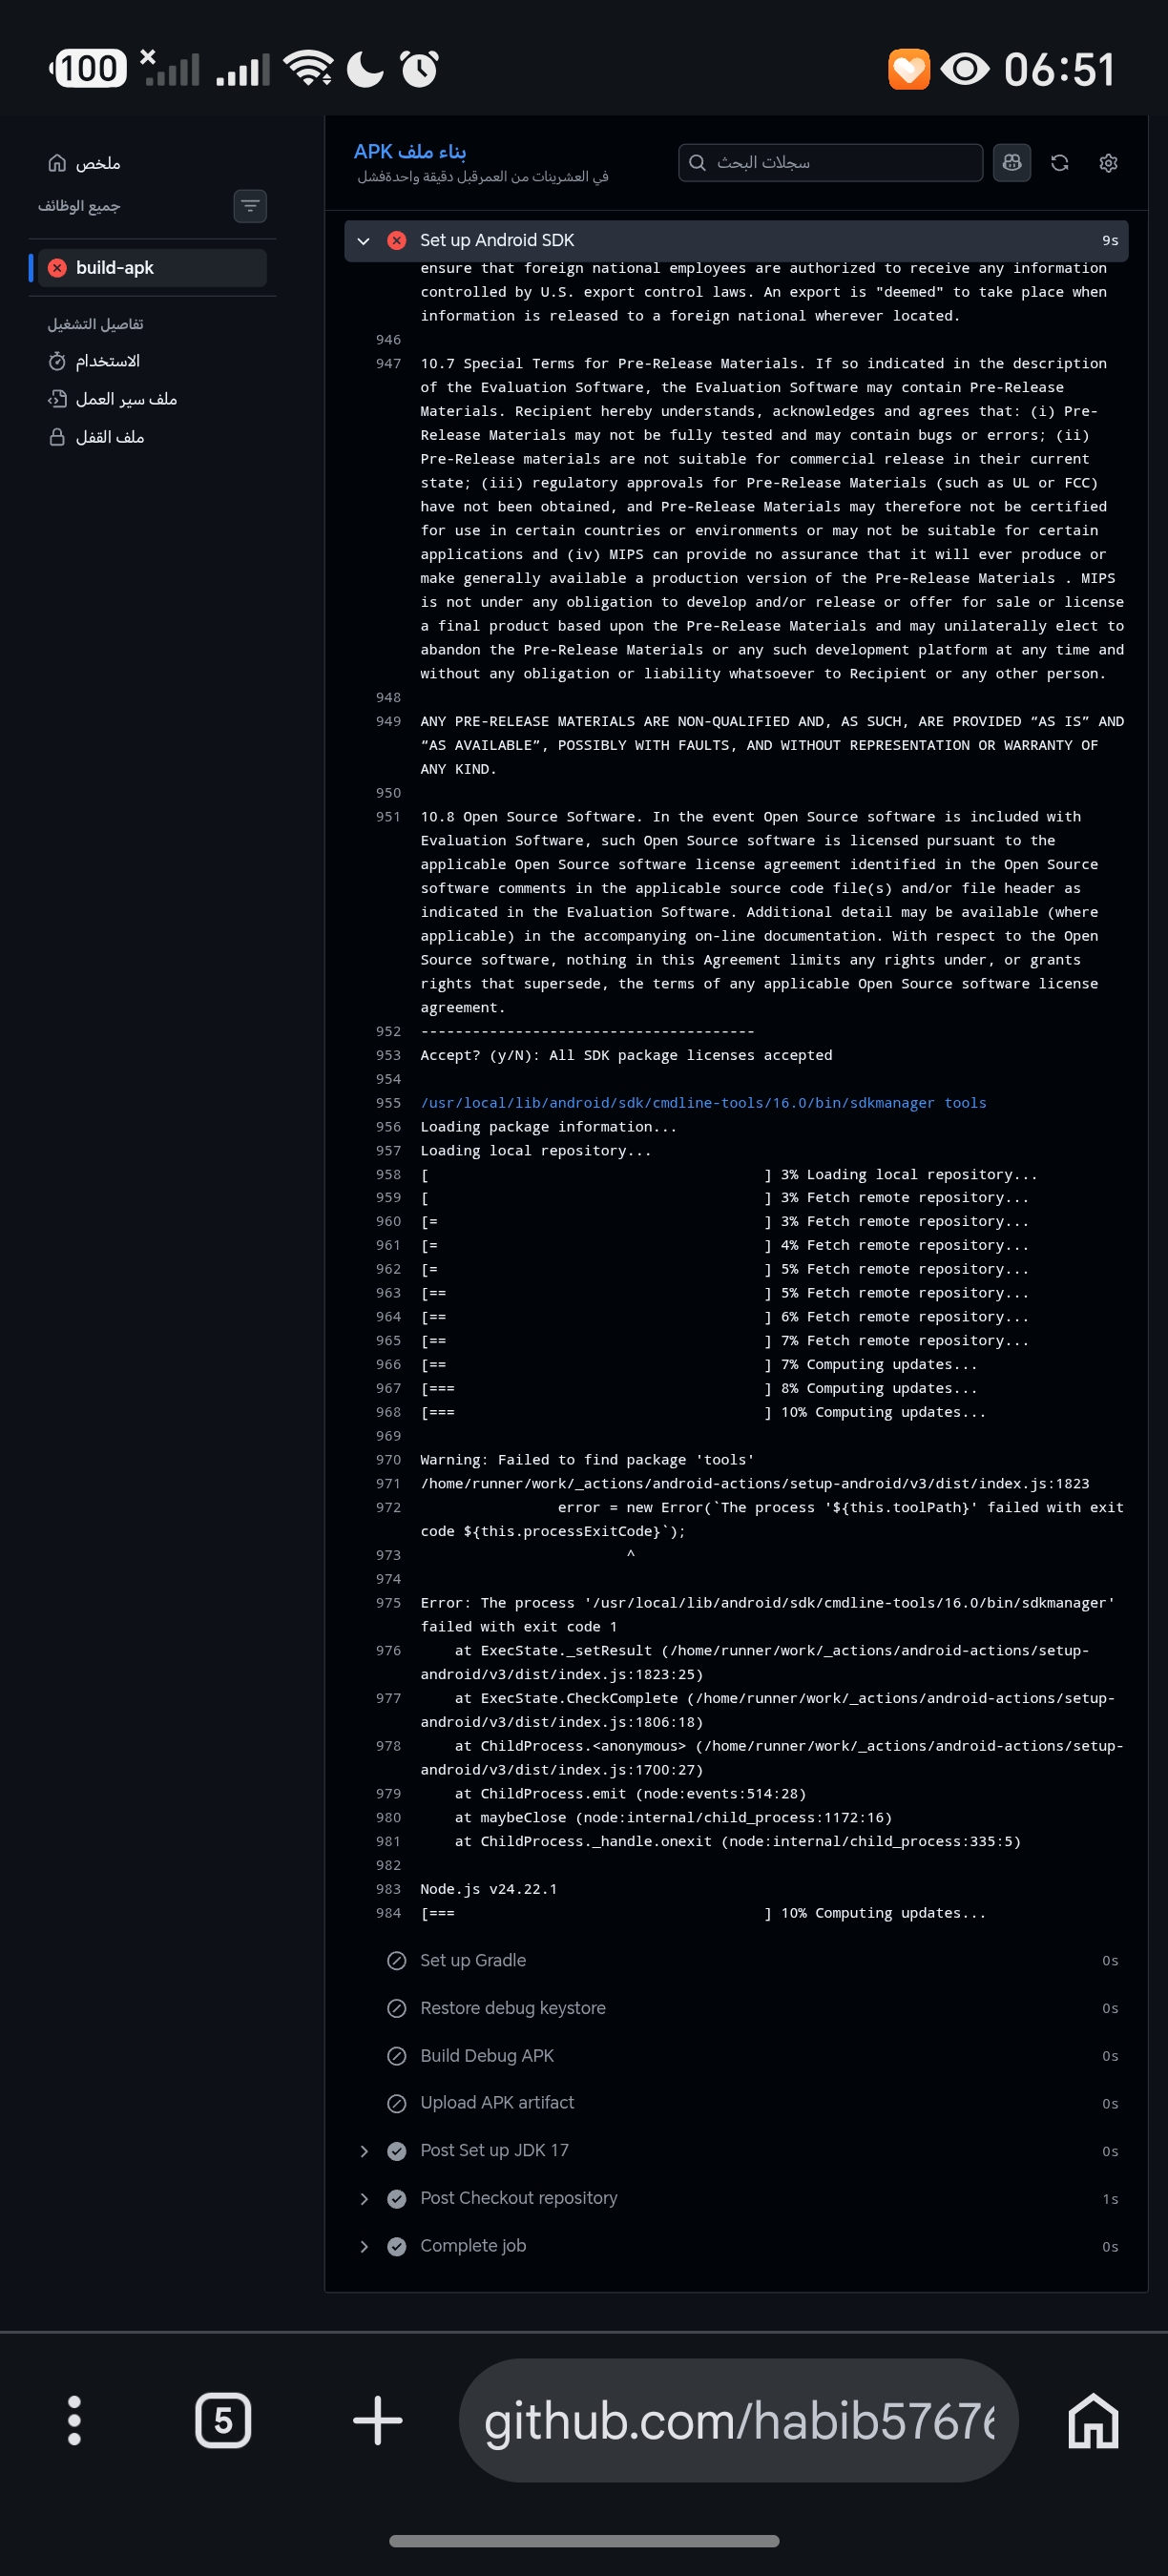 100
06:51
ملخص
جميع الوظائف
build-apk
تفاصيل التشغيل
الاستخدام
ملف سير العمل
ملف القفل
بناء ملف APK
في العشرينات من العمرقبل دقيقة واحدةفشل
سجلات البحث
Set up Android SDK 9s
ensure that foreign national employees are authorized to receive any information
controlled by U.S. export control laws. An export is "deemed" to take place when
information is released to a foreign national wherever located.
946
947 10.7 Special Terms for Pre-Release Materials. If so indicated in the description
of the Evaluation Software, the Evaluation Software may contain Pre-Release
Materials. Recipient hereby understands, acknowledges and agrees that: (i) Pre-
Release Materials may not be fully tested and may contain bugs or errors; (ii)
Pre-Release materials are not suitable for commercial release in their current
state; (iii) regulatory approvals for Pre-Release Materials (such as UL or FCC)
have not been obtained, and Pre-Release Materials may therefore not be certified
for use in certain countries or environments or may not be suitable for certain
applications and (iv) MIPS can provide no assurance that it will ever produce or
make generally available a production version of the Pre-Release Materials . MIPS
is not under any obligation to develop and/or release or offer for sale or license
a final product based upon the Pre-Release Materials and may unilaterally elect to
abandon the Pre-Release Materials or any such development platform at any time and
without any obligation or liability whatsoever to Recipient or any other person.
948
949 ANY PRE-RELEASE MATERIALS ARE NON-QUALIFIED AND, AS SUCH, ARE PROVIDED “AS IS” AND
“AS AVAILABLE”, POSSIBLY WITH FAULTS, AND WITHOUT REPRESENTATION OR WARRANTY OF
ANY KIND.
950
951 10.8 Open Source Software. In the event Open Source software is included with
Evaluation Software, such Open Source software is licensed pursuant to the
applicable Open Source software license agreement identified in the Open Source
software comments in the applicable source code file(s) and/or file header as
indicated in the Evaluation Software. Additional detail may be available (where
applicable) in the accompanying on-line documentation. With respect to the Open
Source software, nothing in this Agreement limits any rights under, or grants
rights that supersede, the terms of any applicable Open Source software license
agreement.
952 ---------------------------------------
953 Accept? (y/N): All SDK package licenses accepted
954
955 /usr/local/lib/android/sdk/cmdline-tools/16.0/bin/sdkmanager tools
956 Loading package information...
957 Loading local repository...
958 [                                       ] 3% Loading local repository...
959 [                                       ] 3% Fetch remote repository...
960 [=                                      ] 3% Fetch remote repository...
961 [=                                      ] 4% Fetch remote repository...
962 [=                                      ] 5% Fetch remote repository...
963 [==                                     ] 5% Fetch remote repository...
964 [==                                     ] 6% Fetch remote repository...
965 [==                                     ] 7% Fetch remote repository...
966 [==                                     ] 7% Computing updates...
967 [===                                    ] 8% Computing updates...
968 [===                                    ] 10% Computing updates...
969
970 Warning: Failed to find package 'tools'
971 /home/runner/work/_actions/android-actions/setup-android/v3/dist/index.js:1823
972 error = new Error(`The process '${this.toolPath}' failed with exit
code ${this.processExitCode}`);
973 ^
974
975 Error: The process '/usr/local/lib/android/sdk/cmdline-tools/16.0/bin/sdkmanager'
failed with exit code 1
976 at ExecState._setResult (/home/runner/work/_actions/android-actions/setup-
android/v3/dist/index.js:1823:25)
977 at ExecState.CheckComplete (/home/runner/work/_actions/android-actions/setup-
android/v3/dist/index.js:1806:18)
978 at ChildProcess.<anonymous> (/home/runner/work/_actions/android-actions/setup-
android/v3/dist/index.js:1700:27)
979 at ChildProcess.emit (node:events:514:28)
980 at maybeClose (node:internal/child_process:1172:16)
981 at ChildProcess._handle.onexit (node:internal/child_process:335:5)
982
983 Node.js v24.22.1
984 [===                                    ] 10% Computing updates...
Set up Gradle 0s
Restore debug keystore 0s
Build Debug APK 0s
Upload APK artifact 0s
Post Set up JDK 17 0s
Post Checkout repository 1s
Complete job 0s
5
github.com/habib57676